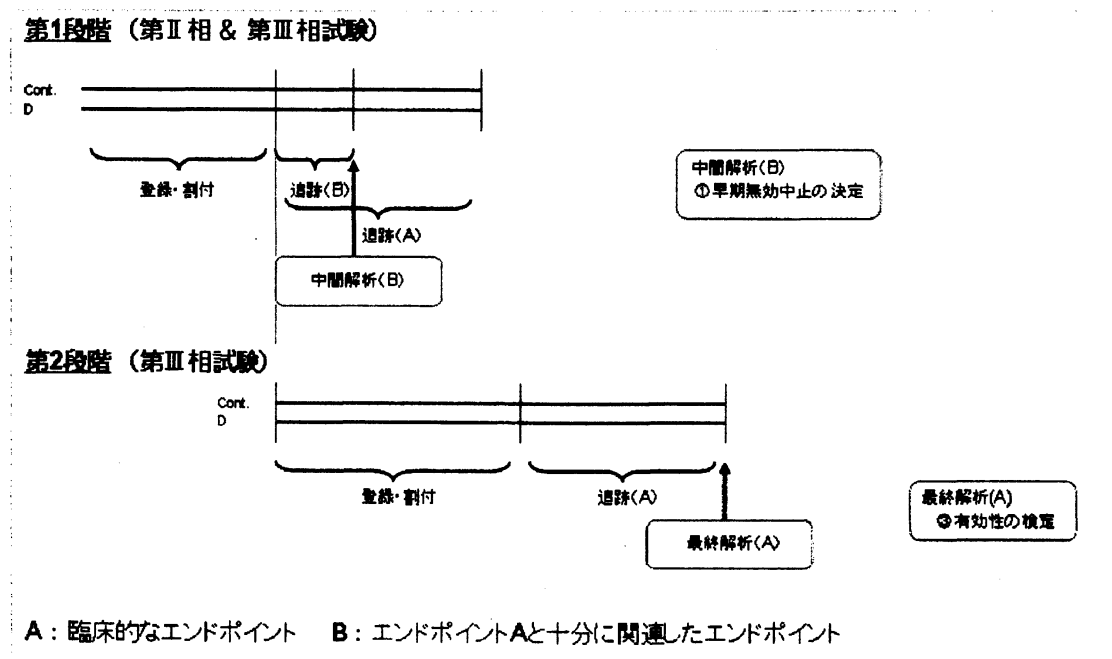 第1段階 (第Ⅱ相 & 第Ⅲ相試験)
Cont.
D
登録・割付
追跡(B)
追跡(A)
中間解析(B)
中間解析(B)
①早期無効中止の決定
第2段階 (第Ⅲ相試験)
Cont.
D
登録・割付
追跡(A)
最終解析(A)
最終解析(A)
③有効性の検定
A:臨床的なエンドポイント B:エンドポイントAと十分に関連したエンドポイント